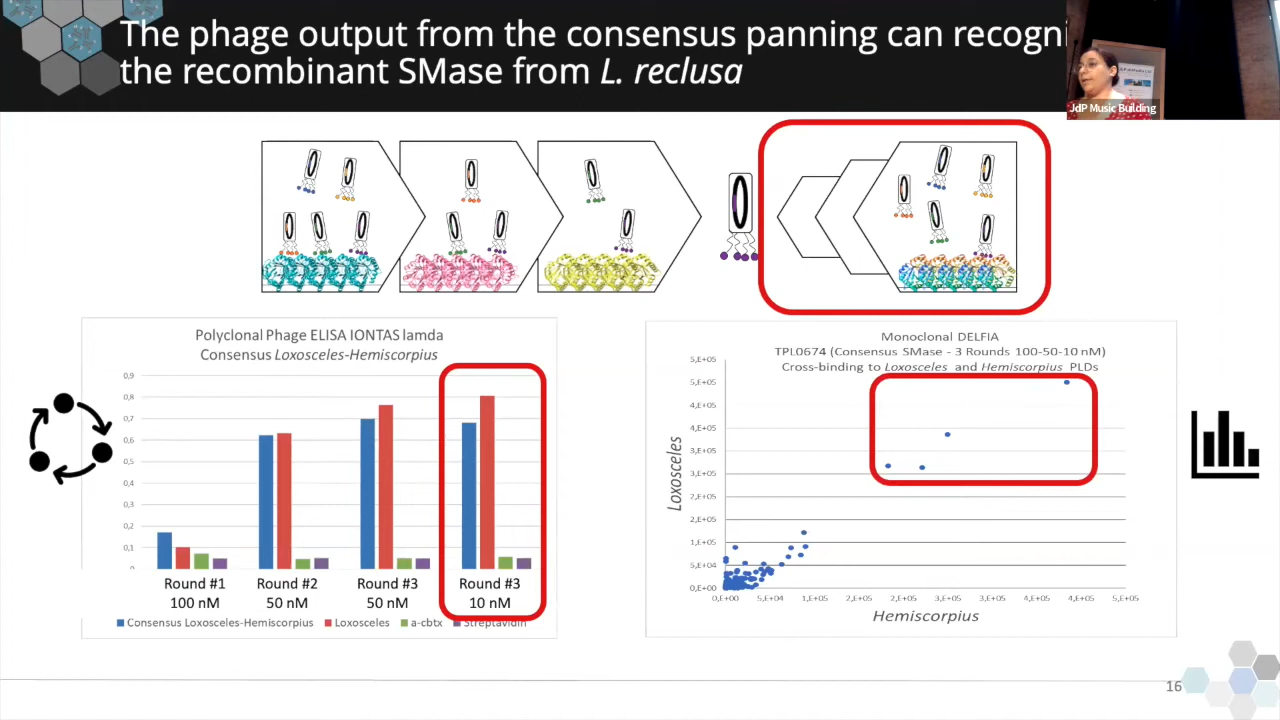 The phage output from the consensus panning can recogni
the recombinant SMase from L. reclusa
JdP Music Building
Polyclonal Phage ELISA IONTAS lamda
Consensus Loxosceles-Hemiscorpius
0,9
0,8
0,7
0,6
0,5
0,4
0,3
0,2
0,1
0
Round #1
100 nM
Round #2
50 nM
Round #3
50 nM
Round #3
10 nM
Consensus Loxosceles-Hemiscorpius
Loxosceles
a-cbtx
Streptavidin
Monoclonal DELFIA
TPL0674 (Consensus SMase - 3 Rounds 100-50-10 nM)
Cross-binding to Loxosceles and Hemiscorpius PLDs
Loxosceles
5,E+05
5,E+05
4,E+05
4,E+05
3,E+05
3,E+05
2,E+05
2,E+05
1,E+05
5,E+04
0,E+00
0,E+00 5,E+04 1,E+05 2,E+05 2,E+05 3,E+05 3,E+05 4,E+05 4,E+05 5,E+05
Hemiscorpius
16